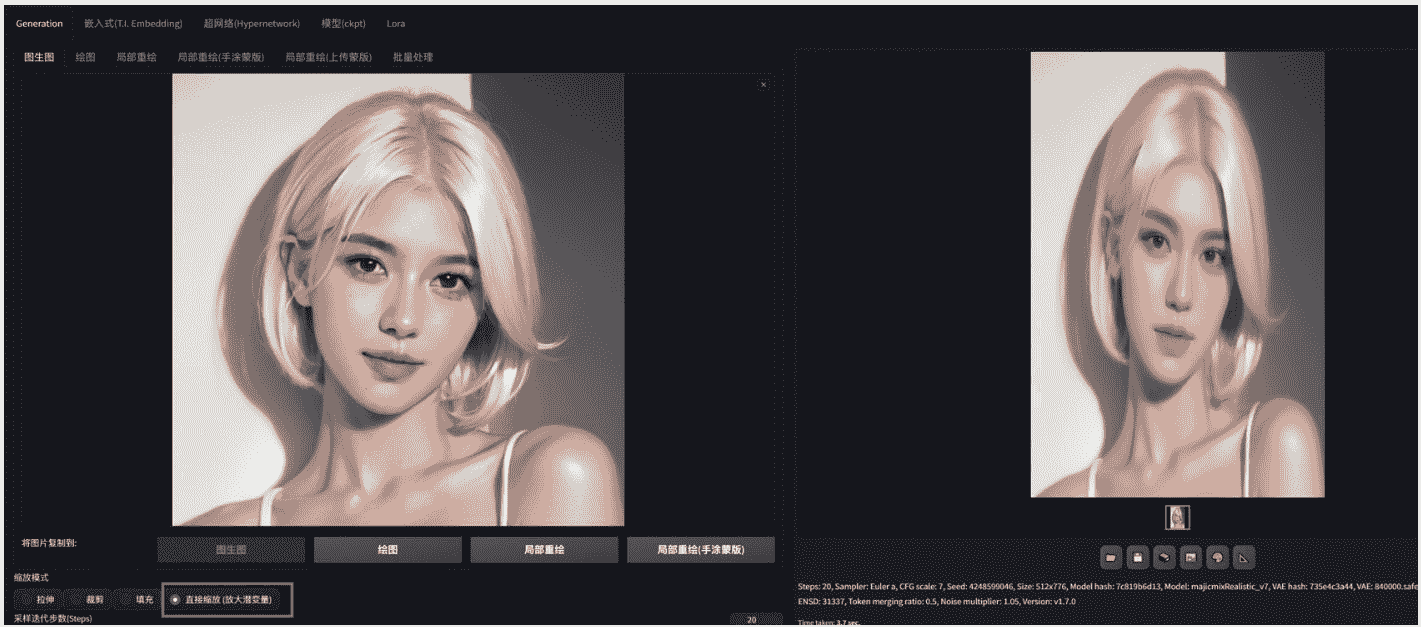 Generation 嵌入式(T.I. Embedding) 超网络(Hypernetwork) 模型(ckpt) Lora
图生图 绘图 局部重绘 局部重绘(手涂蒙版) 局部重绘(上传蒙版) 批量处理
×
将图片复制到:
图生图 绘图 局部重绘 局部重绘(手涂蒙版)
缩放模式
拉伸 裁剪 填充 直接缩放 (放大潜变量)
采样迭代步数(Steps)
20
Steps: 20, Sampler: Euler a, CFG scale: 7, Seed: 4248599046, Size: 512x776, Model hash: 7c819b6d13, Model: majicmixRealistic_v7, VAE hash: 735e4c3a44, VAE: 840000.safe
ENSD: 31337, Token merging ratio: 0.5, Noise multiplier: 1.05, Version: v1.7.0
Time taken: 3.7 sec.